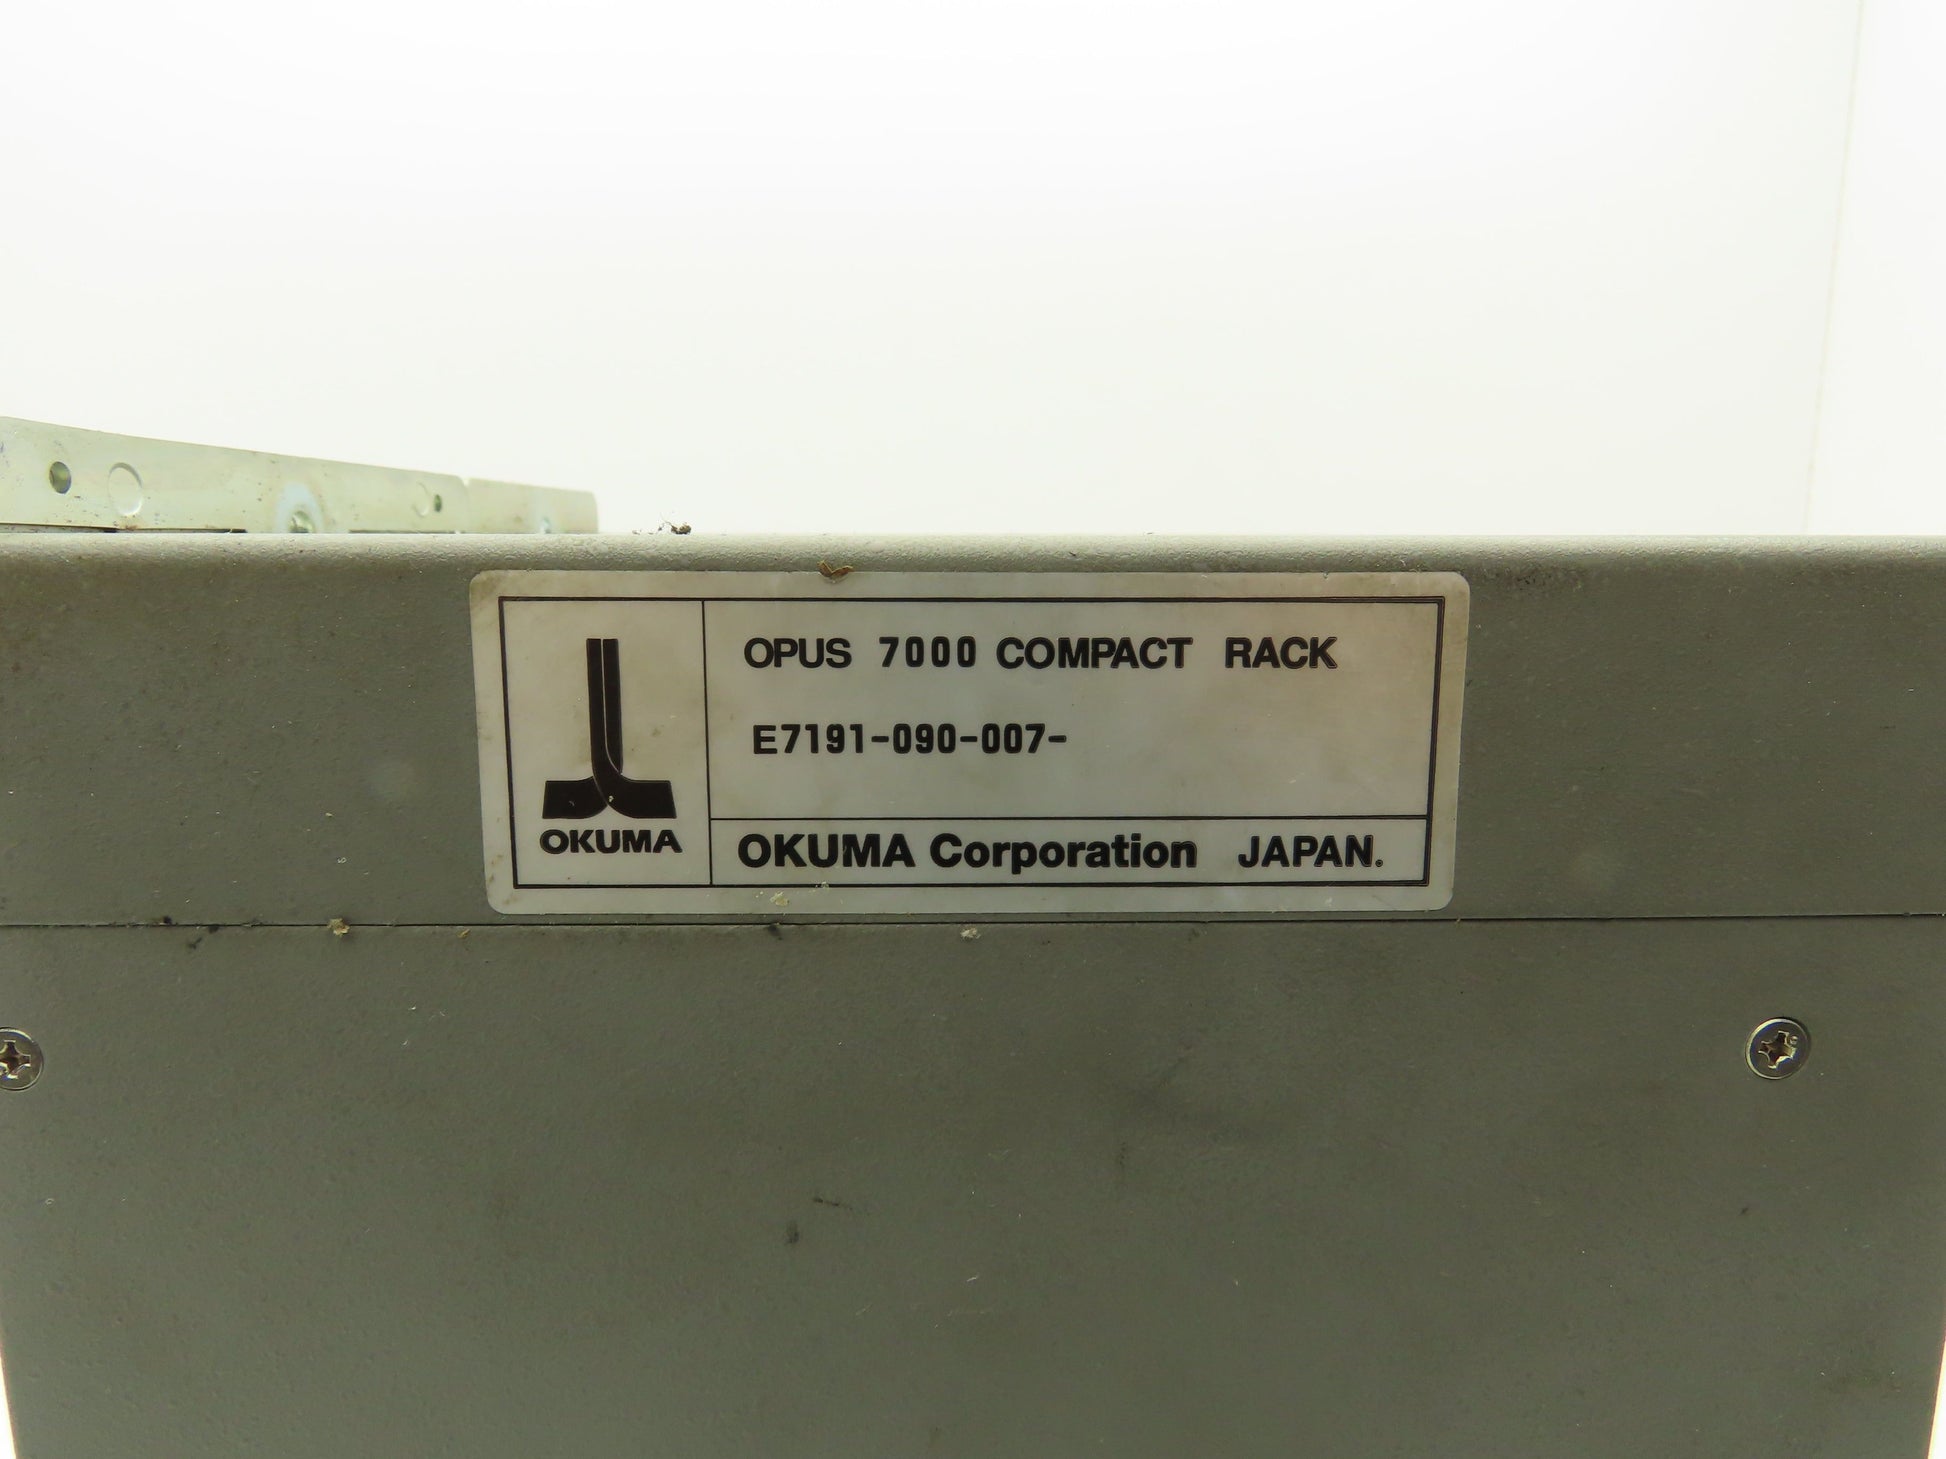 OPUS 7000 COMPACT RACK
E7191-090-007-
OKUMA
OKUMA Corporation JAPAN.